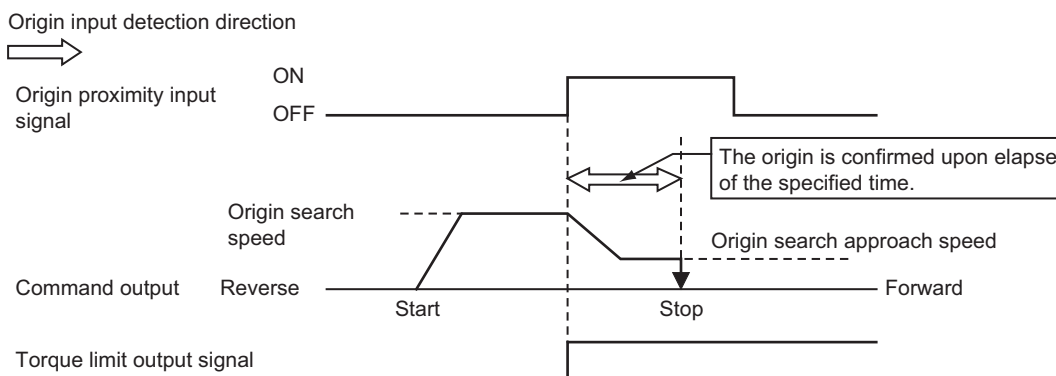 Origin input detection direction
ON
Origin proximity input
signal
OFF
The origin is confirmed upon elapse
of the specified time.
Origin search
speed
Origin search approach speed
Command output
Reverse
Forward
Start
Stop
Torque limit output signal